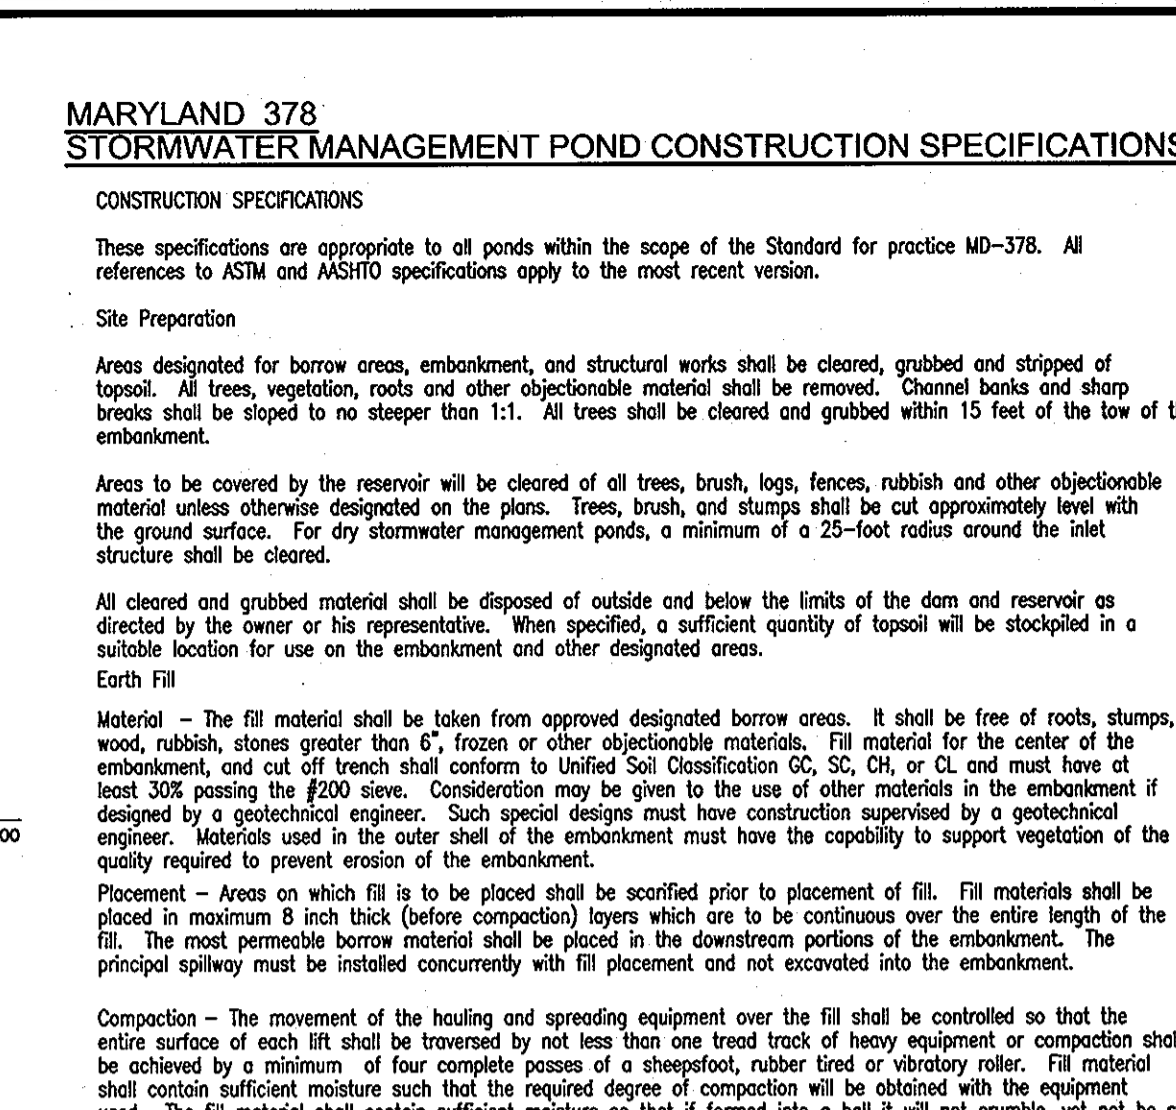 MARYLAND 378
STORMWATER MANAGEMENT POND CONSTRUCTION SPECIFICATIONS
CONSTRUCTION SPECIFICATIONS
These specifications are appropriate to all ponds within the scope of the Standard for practice MD-378. All
references to ASTM and AASHTO specifications apply to the most recent version.
Site Preparation
Areas designated for borrow areas, embankment, and structural works shall be cleared, grubbed and stripped of
topsoil. All trees, vegetation, roots and other objectionable material shall be removed. Channel banks and sharp
breaks shall be sloped to no steeper than 1:1. All trees shall be cleared and grubbed within 15 feet of the tow of
embankment.
Areas to be covered by the reservoir will be cleared of all trees, brush, logs, fences, rubbish and other objectionable
material unless otherwise designated on the plans. Trees, brush, and stumps shall be cut approximately level with
the ground surface. For dry stormwater management ponds, a minimum of a 25-foot radius around the inlet
structure shall be cleared.
All cleared and grubbed material shall be disposed of outside and below the limits of the dam and reservoir as
directed by the owner or his representative. When specified, a sufficient quantity of topsoil will be stockpiled in a
suitable location for use on the embankment and other designated areas.
Earth Fill
Material - The fill material shall be taken from approved designated borrow areas. It shall be free of roots, stumps,
wood, rubbish, stones greater than 6", frozen or other objectionable materials. Fill material for the center of the
embankment, and cut off trench shall conform to Unified Soil Classification GC, SC, CH, or CL and must have at
least 30% passing the #200 sieve. Consideration may be given to the use of other materials in the embankment if
designed by a geotechnical engineer. Such special designs must have construction supervised by a geotechnical
00
engineer. Materials used in the outer shell of the embankment must have the capability to support vegetation of the
quality required to prevent erosion of the embankment.
Placement - Areas on which fill is to be placed shall be scarified prior to placement of fill. Fill materials shall be
placed in maximum 8 inch thick (before compaction) layers which are to be continuous over the entire length of the
fill. The most permeable borrow material shall be placed in the downstream portions of the embankment. The
principal spillway must be installed concurrently with fill placement and not excavated into the embankment.
Compaction - The movement of the hauling and spreading equipment over the fill shall be controlled so that the
entire surface of each lift shall be traversed by not less than one tread track of heavy equipment or compaction shal
be achieved by a minimum of four complete passes of a sheepsfoot, rubber tired or vibratory roller. Fill material
shall contain sufficient moisture such that the required degree of compaction will be obtained with the equipment
used. The fill material shall contain sufficient moisture so that if formed into a ball it will not crumble, yet not be